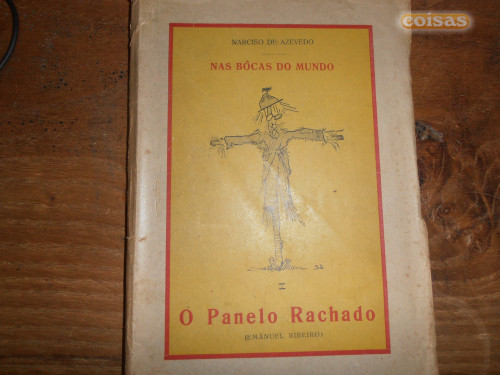 coisas
NARCISO DE AZEVEDO
NAS BÔCAS DO MUNDO
I
O Panelo Rachado
(EMANUEL RIBEIRO)